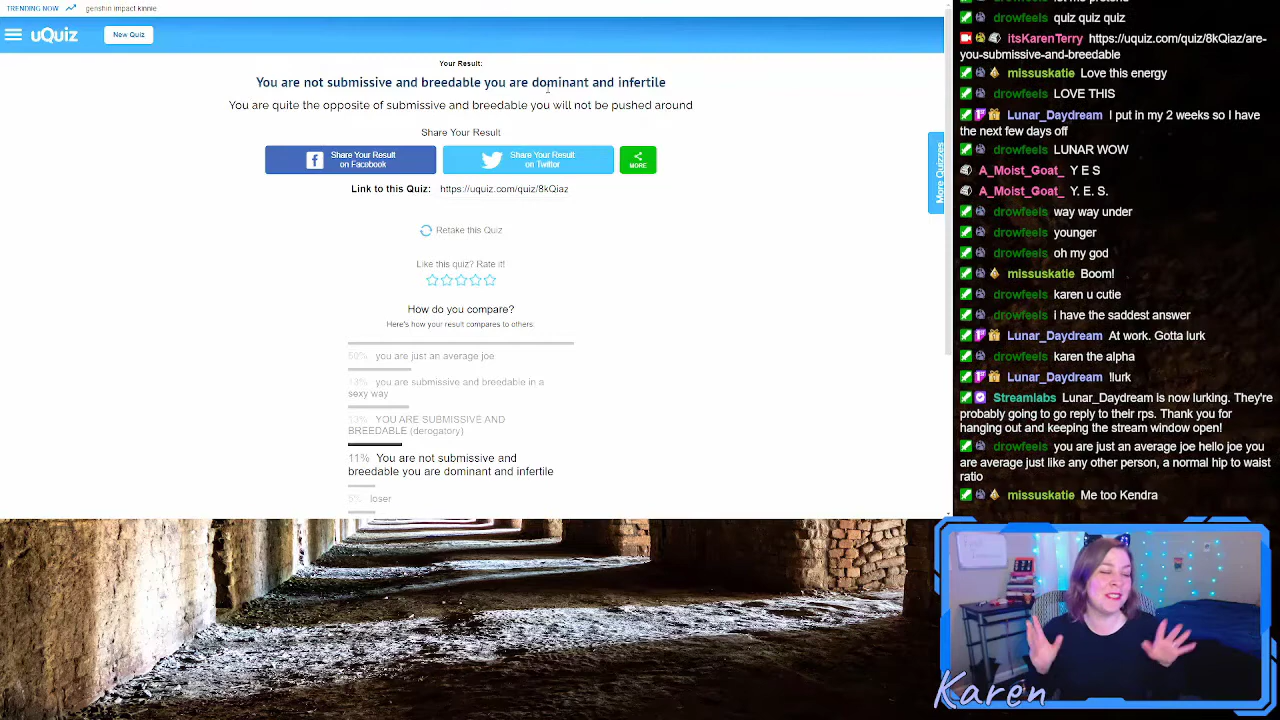 TRENDING NOW genshin impact kinnie
uQuiz
New Quiz
Your Result:
You are not submissive and breedable you are dominant and infertile
You are quite the oposite of submissive and breedable you will not be pushed around
Share Your Result
Share Your Result
on Facebook
Share Your Result
on Twitter
MORE
Link to this Quiz: https://uquiz.com/quiz/8kQiaz
Retake this Quiz
Like this quiz? Rate it!
How do you compare?
Here's how your result compares to others.
50% you are just an average joe
13% you are submissive and breedable in a
sexy way
13% YOU ARE SUBMISSIVE AND
BREEDABLE (derogatory)
11% You are not submissive and
breedable you are dominant and infertile
5% loser
More Quizzes
drowfeels quiz quiz quiz
itsKarenTerry https://uquiz.com/quiz/8kQiaz/are-
you-submissive-and-breedable
missuskatie Love this energy
drowfeels LOVE THIS
Lunar_Daydream I put in my 2 weeks so I have
the next few days off
drowfeels LUNAR WOW
A_Moist_Goat_ Y E S
A_Moist_Goat_ Y. E. S.
drowfeels way way under
drowfeels younger
drowfeels oh my god
missuskatie Boom!
drowfeels karen u cutie
drowfeels i have the saddest answer
Lunar_Daydream At work. Gotta lurk
drowfeels karen the alpha
Lunar_Daydream !lurk
Streamlabs Lunar_Daydream is now lurking. They're
probably going to go reply to their rps. Thank you for
hanging out and keeping the stream window open!
drowfeels you are just an average joe hello joe you
are average just like any other person, a normal hip to waist
ratio
missuskatie Me too Kendra
Karen